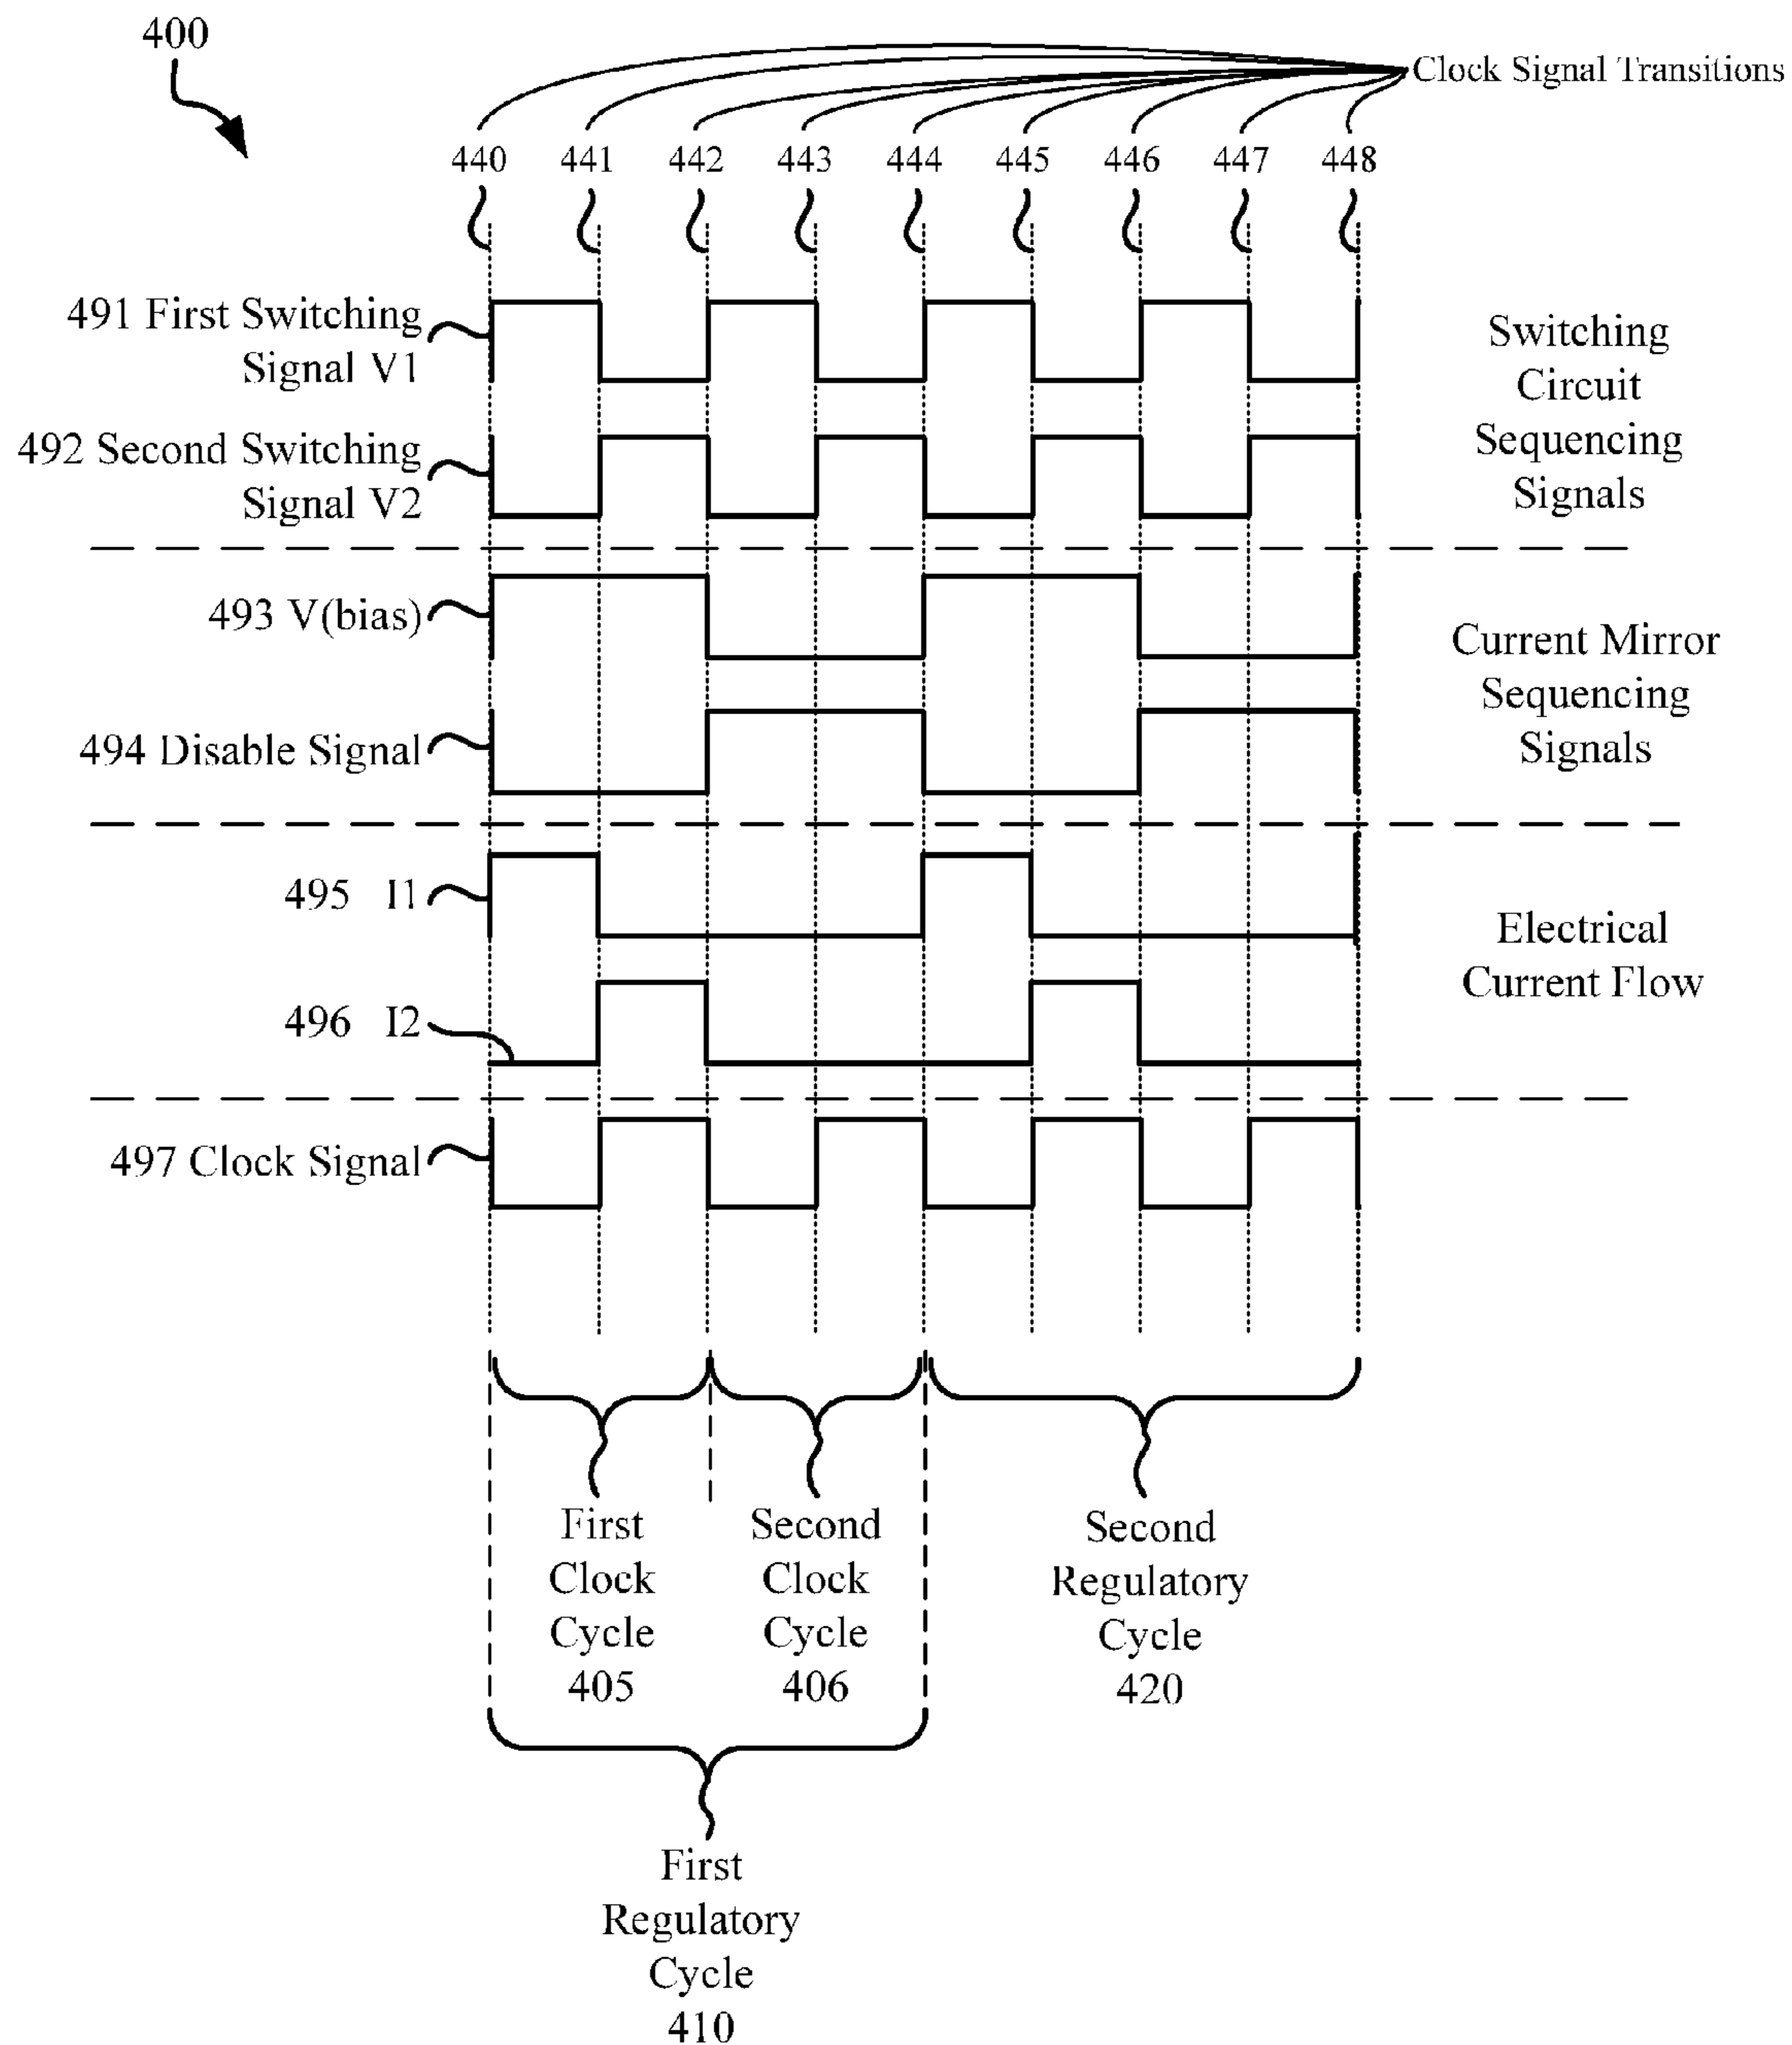 400
Clock Signal Transitions
440 441 442 443 444 445 446 447 448
491 First Switching
Signal V1
492 Second Switching
Signal V2
Switching
Circuit
Sequencing
Signals
493 V(bias)
494 Disable Signal
Current Mirror
Sequencing
Signals
495 I1
496 I2
Electrical
Current Flow
497 Clock Signal
First
Clock
Cycle
405
Second
Clock
Cycle
406
Second
Regulatory
Cycle
420
First
Regulatory
Cycle
410